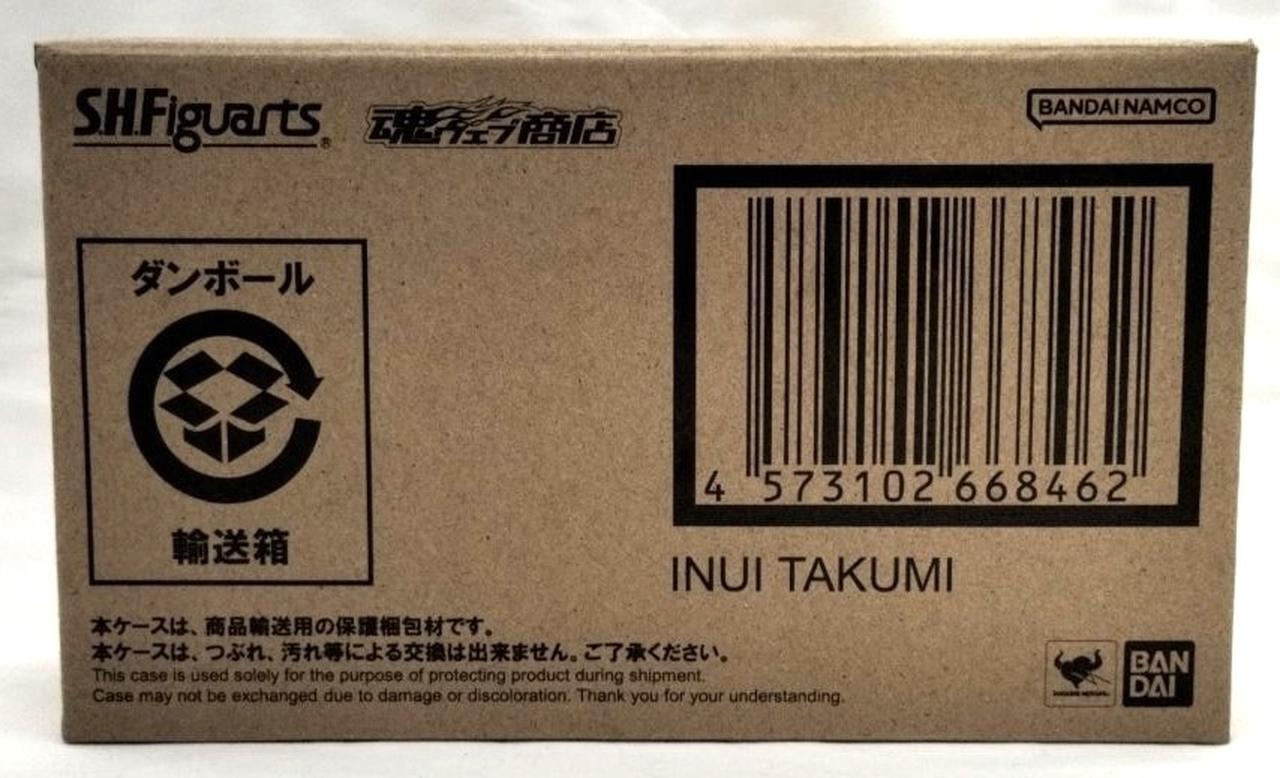 S.H.Figuarts®
魂ウェブ商店
BANDAI NAMCO
ダンボール
輸送箱
4 573102 668462
INUI TAKUMI
本ケースは、商品輸送用の保護梱包材です。
本ケースは、つぶれ、汚れ等による交換は出来ません。ご了承ください。
This case is used solely for the purpose of protecting product during shipment.
Case may not be exchanged due to damage or discoloration. Thank you for your understanding.
BAN
DAI